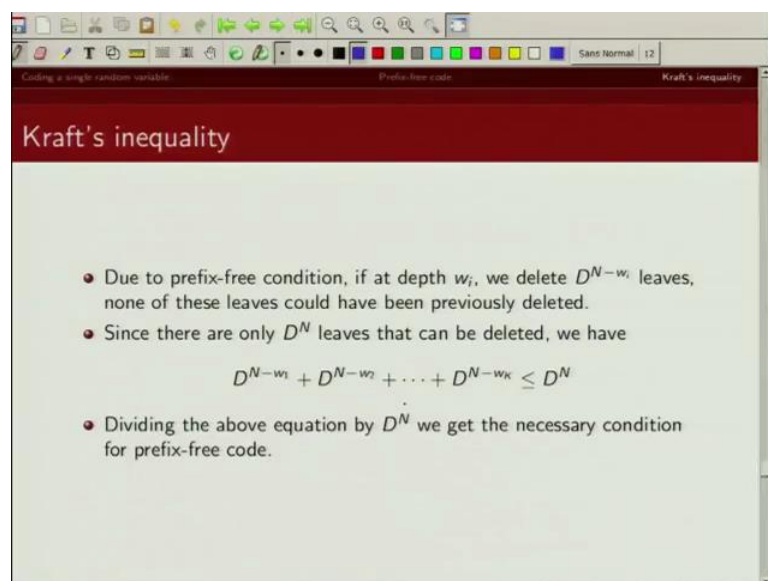 T
Sans Normal 12
Coding a single random variable Prefix-free code Kraft's inequality
Kraft's inequality
Due to prefix-free condition, if at depth $w_i$, we delete $D^{N-w_i}$ leaves,
none of these leaves could have been previously deleted.
Since there are only $D^N$ leaves that can be deleted, we have
$D^{N-w_1} + D^{N-w_2} + \cdots + D^{N-w_K} \leq D^N$
.
Dividing the above equation by $D^N$ we get the necessary condition
for prefix-free code.